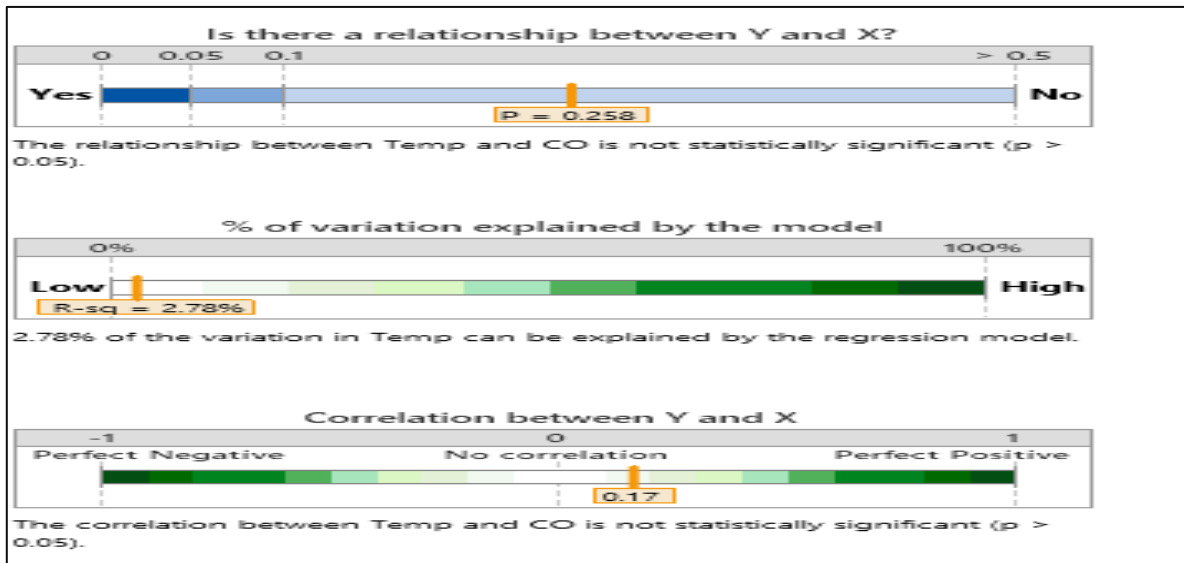 Is there a relationship between Y and X?
0 0.05 0.1 > 0.5
Yes No
P = 0.258
The relationship between Temp and CO is not statistically significant (p >
0.05).
% of variation explained by the model
0% 100%
Low High
R-sq = 2.78%
2.78% of the variation in Temp can be explained by the regression model.
Correlation between Y and X
-1 0 1
Perfect Negative No correlation Perfect Positive
0.17
The correlation between Temp and CO is not statistically significant (p >
0.05).